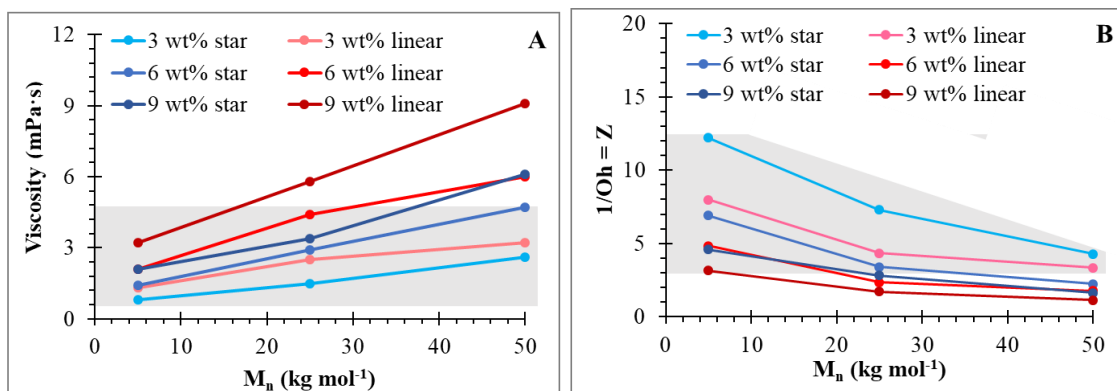 A
3 wt% star
3 wt% linear
6 wt% star
6 wt% linear
9 wt% star
9 wt% linear
Viscosity (mPa·s)
12
9
6
3
0
0
10
20
30
40
50
Mₙ (kg mol⁻¹)
B
3 wt% star
3 wt% linear
6 wt% star
6 wt% linear
9 wt% star
9 wt% linear
1/Oh = Z
20
15
10
5
0
0
10
20
30
40
50
Mₙ (kg mol⁻¹)